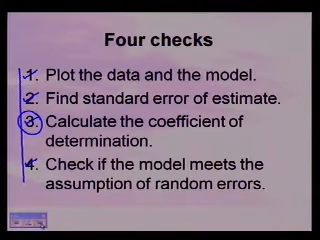 Four checks
1. Plot the data and the model.
2. Find standard error of estimate.
3. Calculate the coefficient of
determination.
4. Check if the model meets the
assumption of random errors.